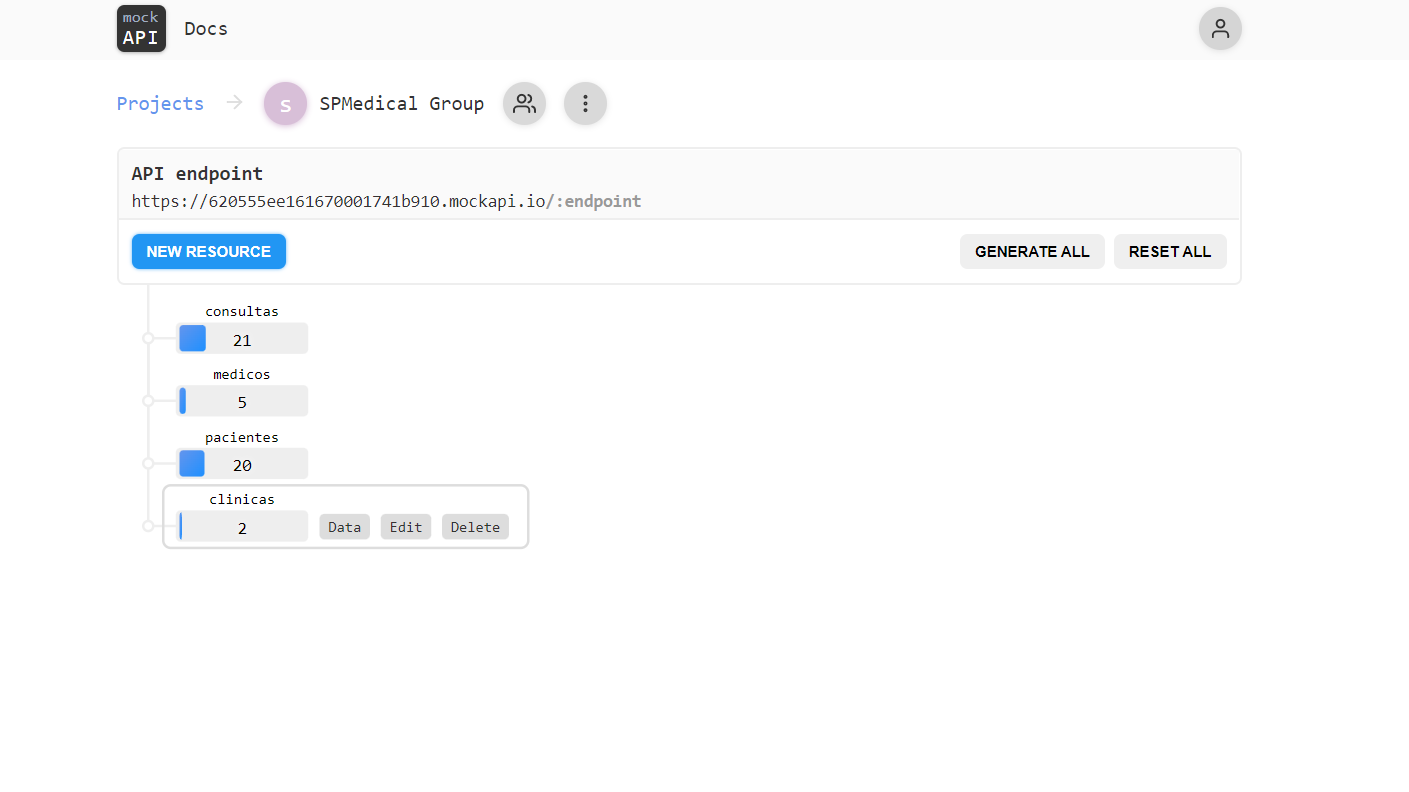 mock
API
Docs
Projects
S
SPMedical Group
API endpoint
https://620555ee161670001741b910.mockapi.io/:endpoint
NEW RESOURCE
GENERATE ALL
RESET ALL
consultas
21
medicos
5
pacientes
20
clinicas
2
Data
Edit
Delete